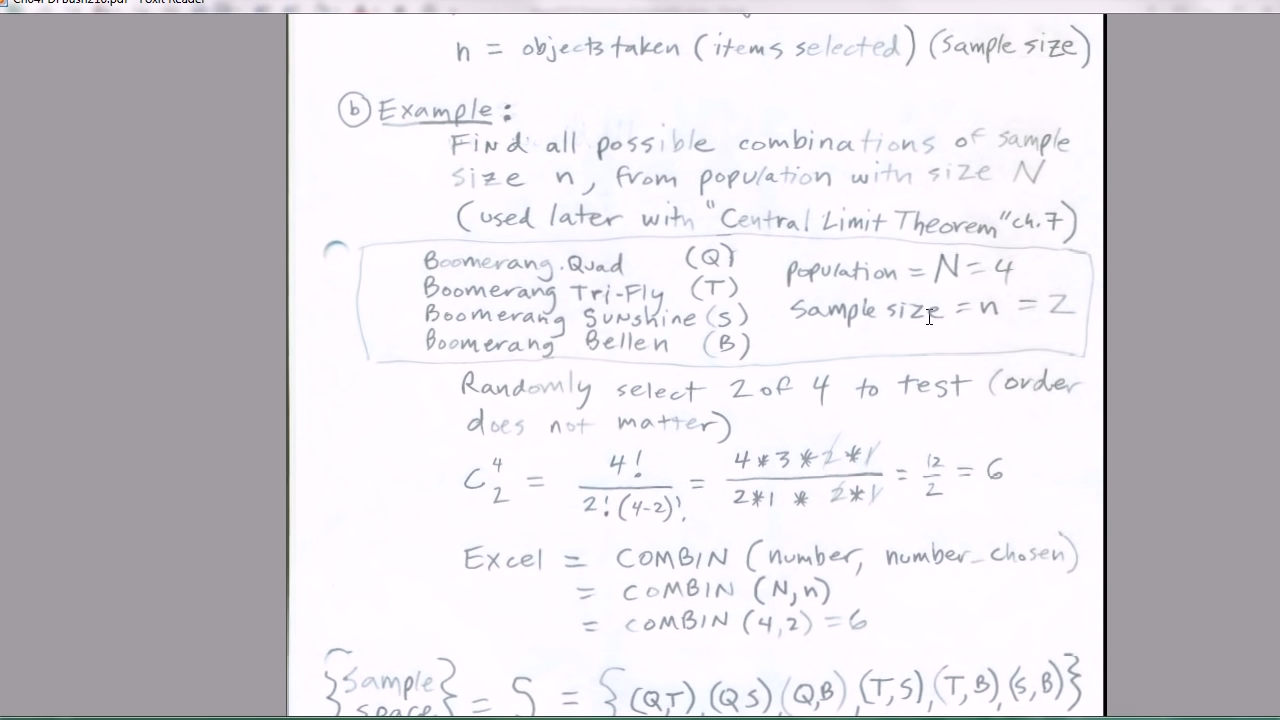 n = objects taken (items selected) (sample size)
(b) Example:
Find all possible combinations of sample
size n, from population with size N
(used later with "Central Limit Theorem" ch.7)
Boomerang Quad (Q) population = N = 4
Boomerang Tri-Fly (T) Sample size = n = 2
Boomerang Sunshine (S)
Boomerang Bellen (B)
Randomly select 2 of 4 to test (order
does not matter)
C 4 2 = 4! / 2!(4-2)! = 4*3*2*1 / 2*1 * 2*1 = 12/2 = 6
Excel = COMBIN (number, number_chosen)
= COMBIN (N,n)
= COMBIN (4,2) = 6
{Sample space} = S = {(Q,T), (Q S) (Q,B) (T,S), (T,B), (S,B)}